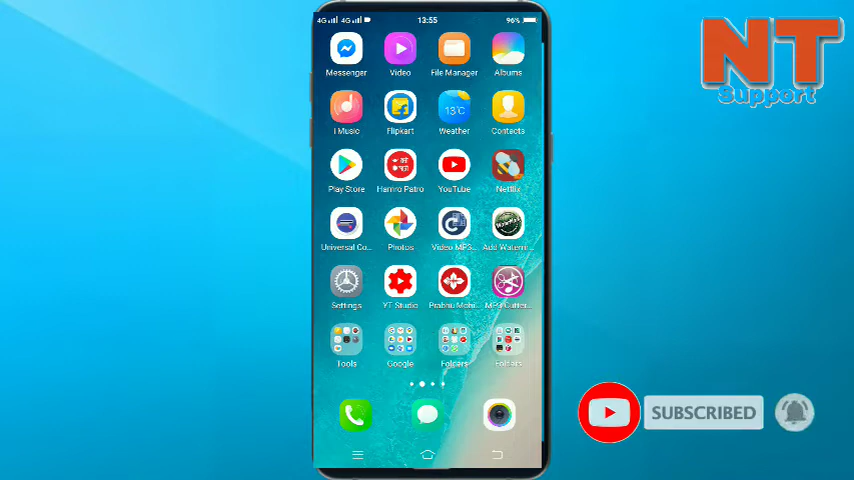 4G 4G 13:55 96%
NT
Support
Messenger Video File Manager Albums
13°C
i Music Flipkart Weather Contacts
Play Store Hamro Patro YouTube Netflix
Universal Co... Photos Video MP3... Add Waterm...
Settings YT Studio Prabhu Mobi... MP3 Cutter...
Tools Google Folders Folders
SUBSCRIBED